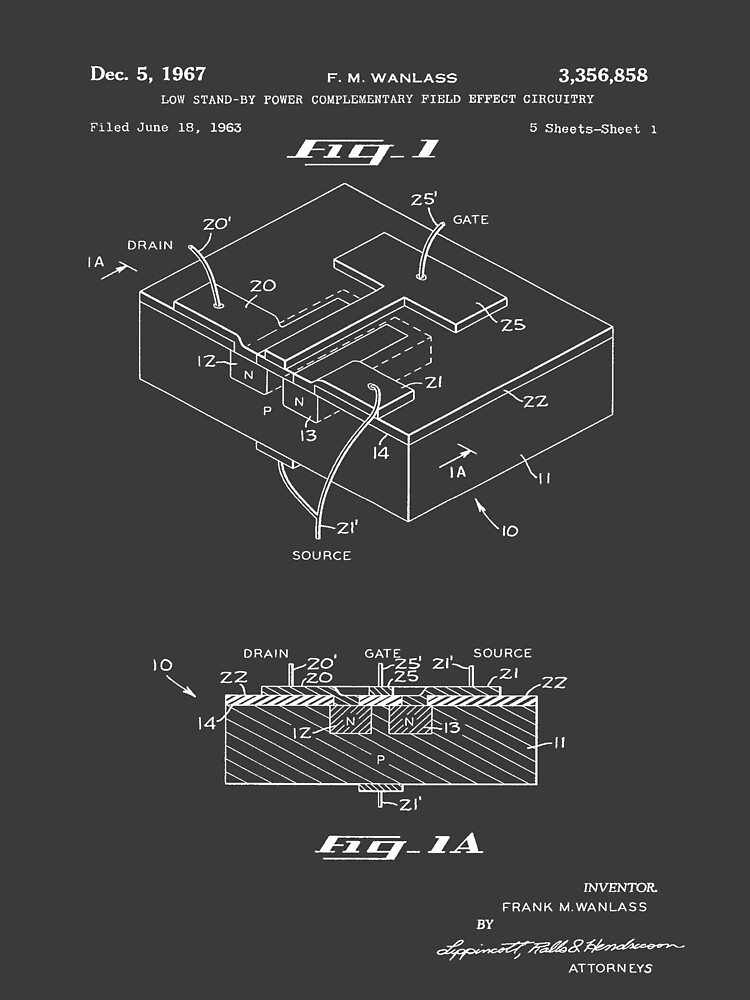 Dec. 5, 1967 F. M. WANLASS 3,356,858
LOW STAND-BY POWER COMPLEMENTARY FIELD EFFECT CIRCUITRY
Filed June 18, 1963 5 Sheets-Sheet 1
Fig_1
25'
20' GATE
DRAIN
1A
20
25
12
N
21
N
P
13
22
14
1A
11
10
21'
SOURCE
DRAIN GATE SOURCE
10 20' 25' 21'
22 20 25 21 22
14 12 N N 13 11
P
21'
Fig_1A
INVENTOR.
FRANK M. WANLASS
BY
Lippincott, Ralls & Hendricson
ATTORNEYS